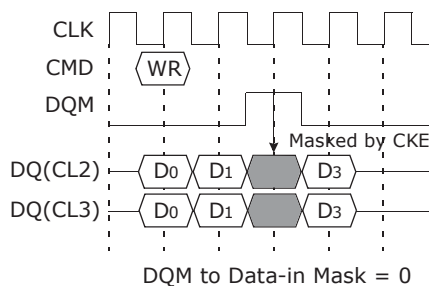 CLK
CMD WR
DQM
Masked by CKE
DQ(CL2) D0 D1 D3
DQ(CL3) D0 D1 D3
DQM to Data-in Mask = 0